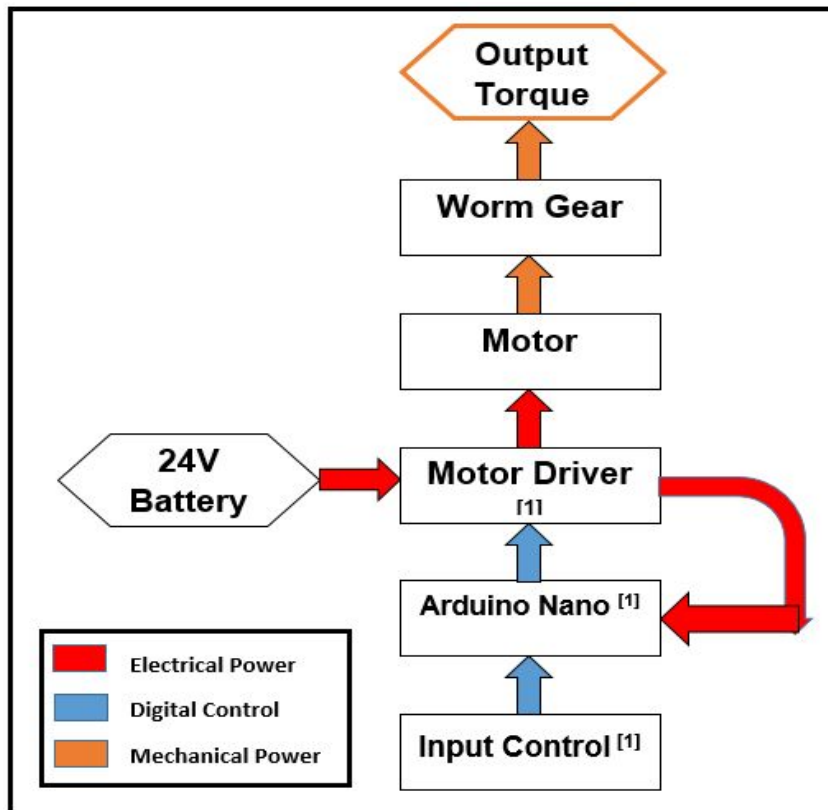 Output
Torque
Worm Gear
Motor
24V
Battery
Motor Driver
[1]
Arduino Nano [1]
Input Control [1]
Electrical Power
Digital Control
Mechanical Power